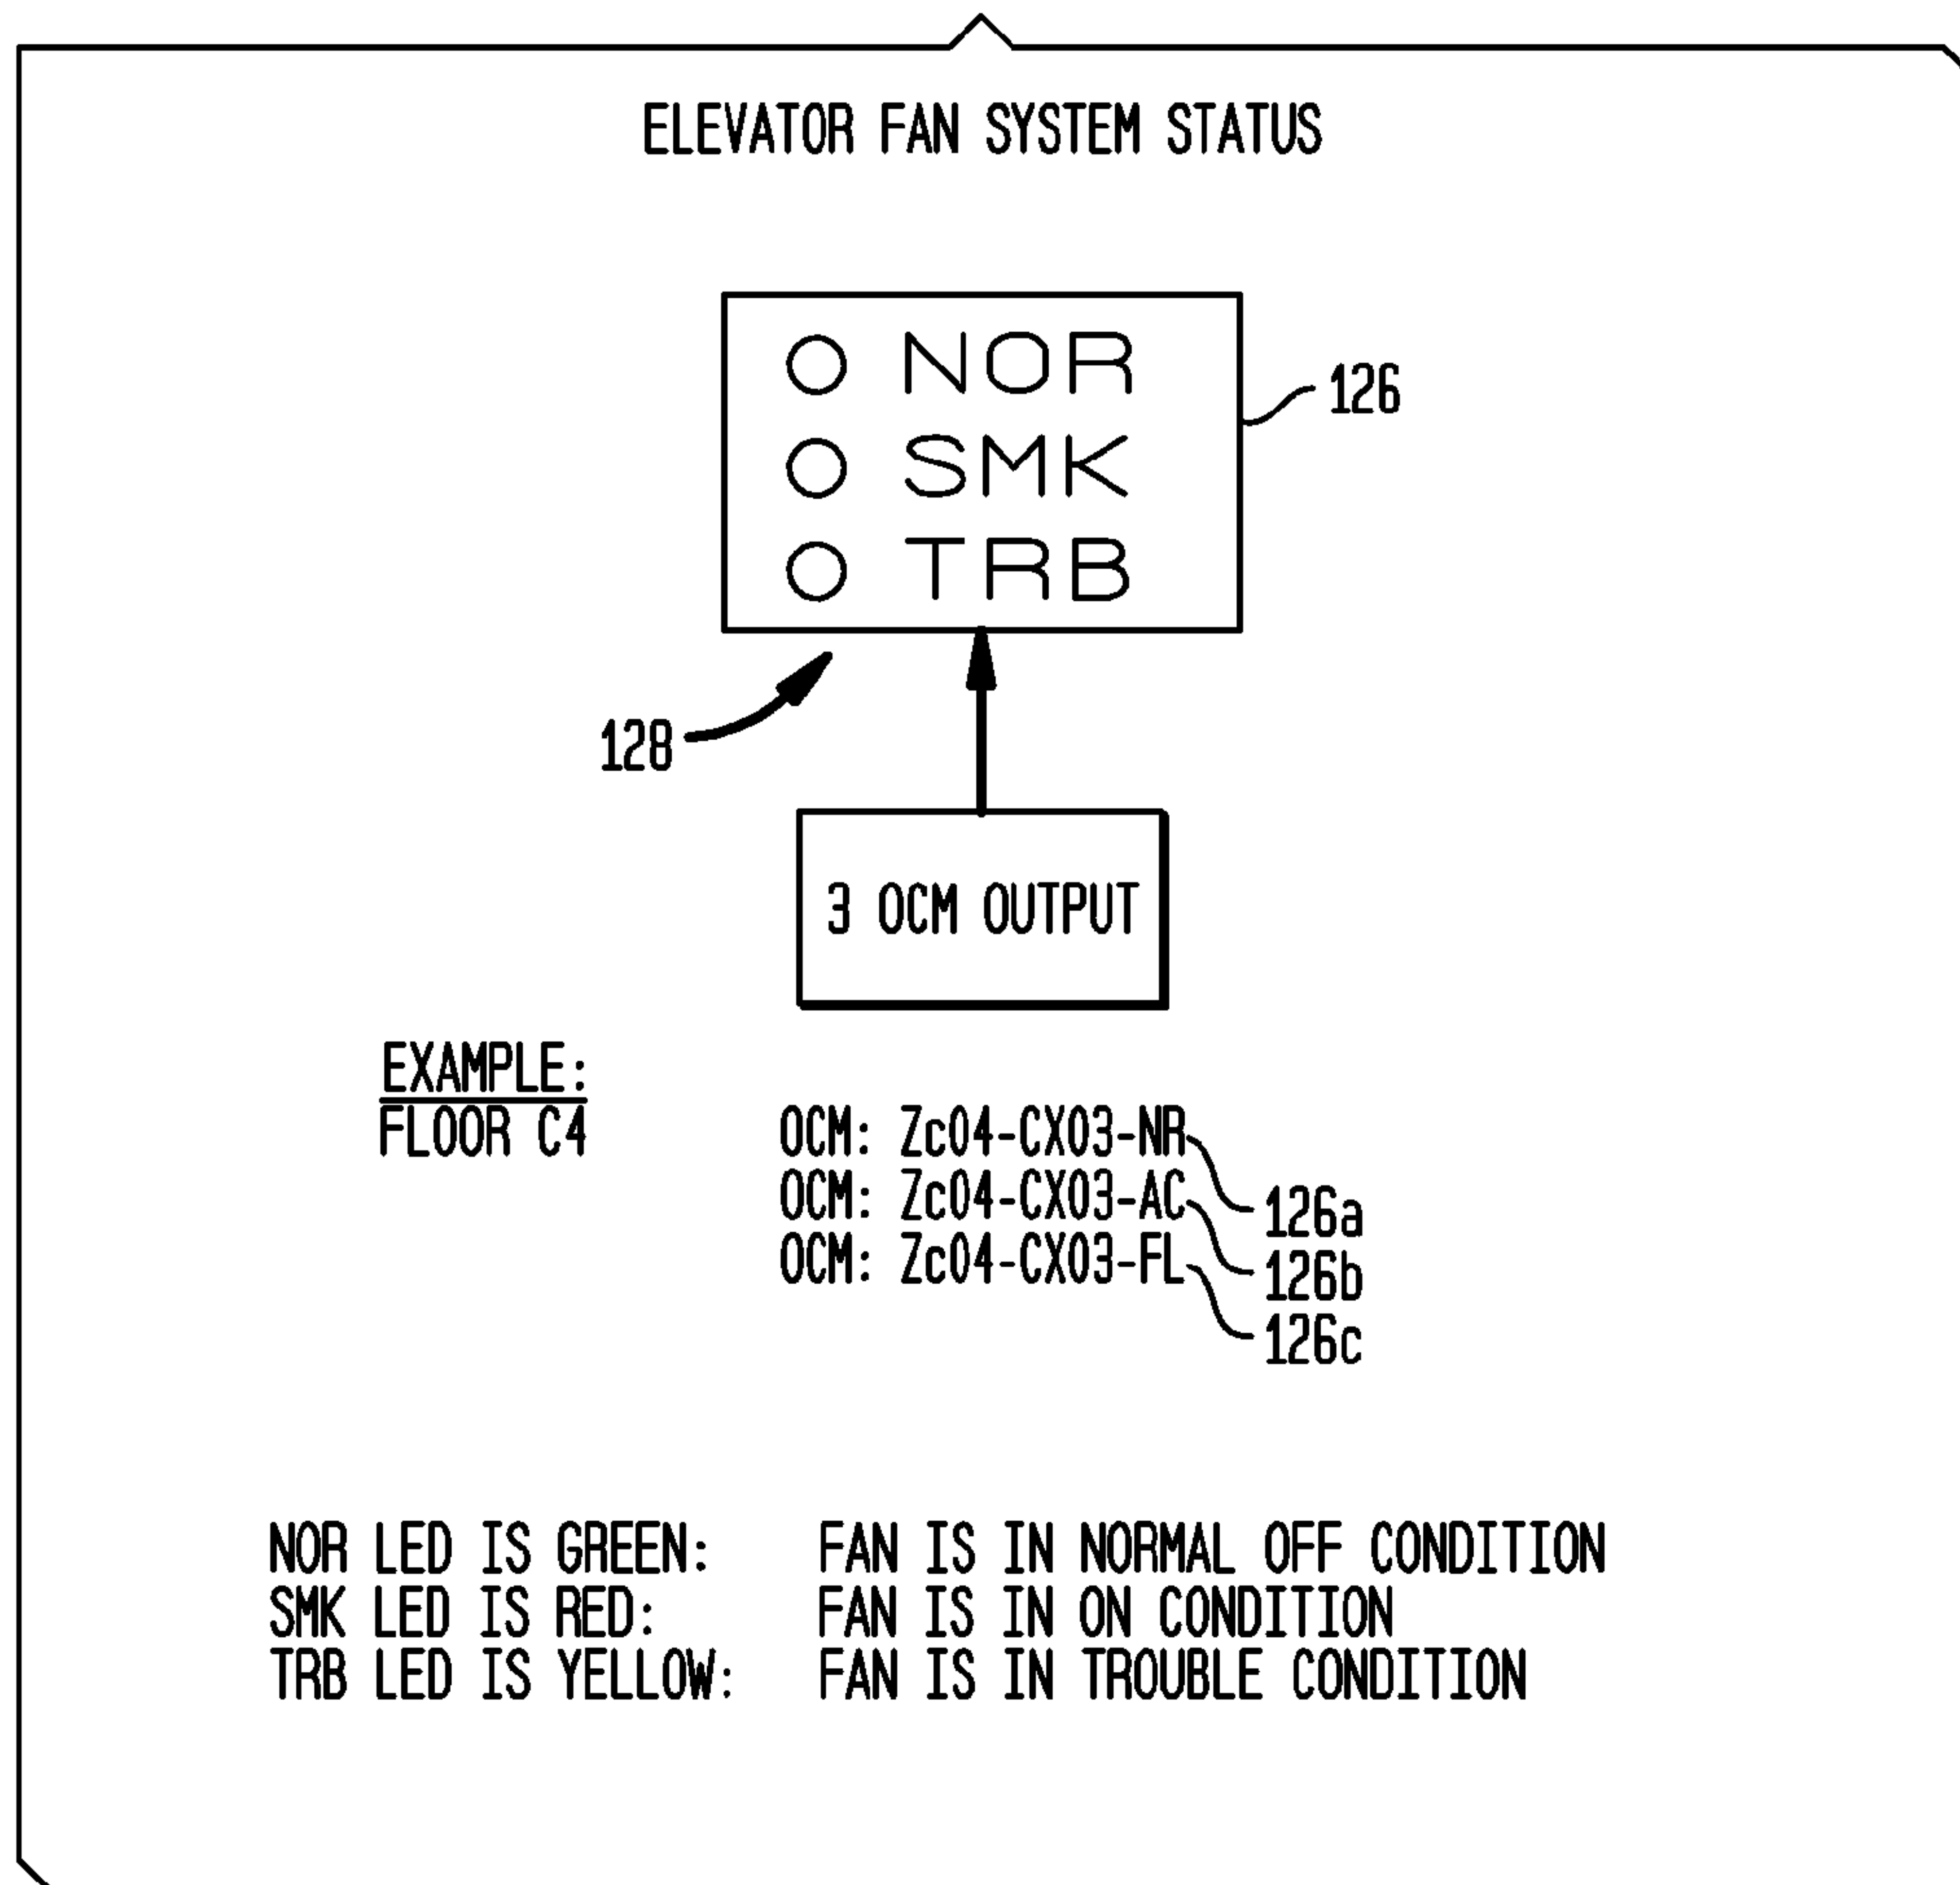 ELEVATOR FAN SYSTEM STATUS
NOR
126
SMK
TRB
128
3 OCM OUTPUT
EXAMPLE:
FLOOR C4
OCM: Zc04-CX03-NR
OCM: Zc04-CX03-AC
126a
OCM: Zc04-CX03-FL
126b
126c
NOR LED IS GREEN: FAN IS IN NORMAL OFF CONDITION
SMK LED IS RED: FAN IS IN ON CONDITION
TRB LED IS YELLOW: FAN IS IN TROUBLE CONDITION